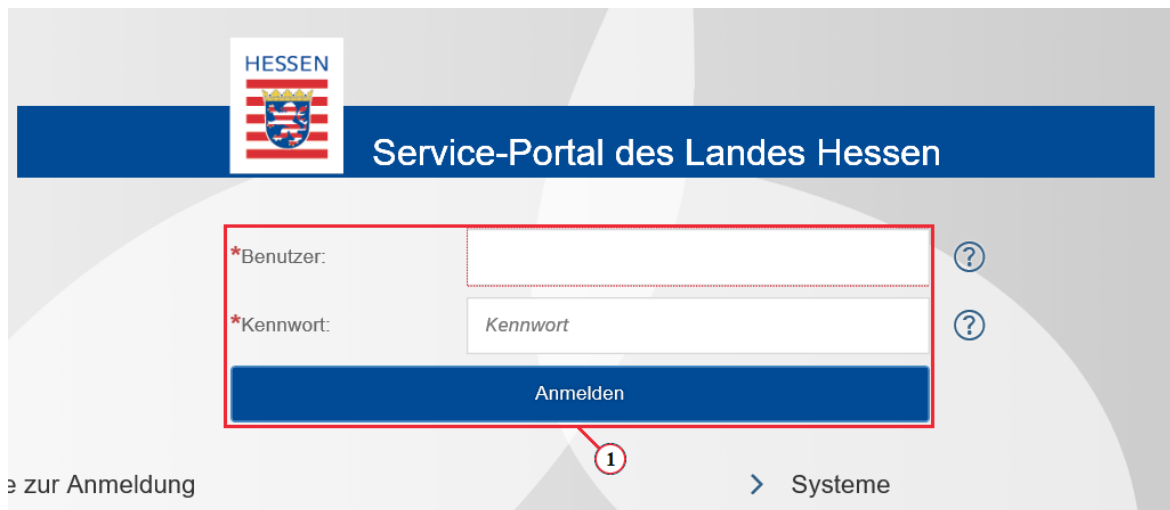 HESSEN
Service-Portal des Landes Hessen
*Benutzer:
?
*Kennwort:
Kennwort
?
Anmelden
1
e zur Anmeldung
> Systeme